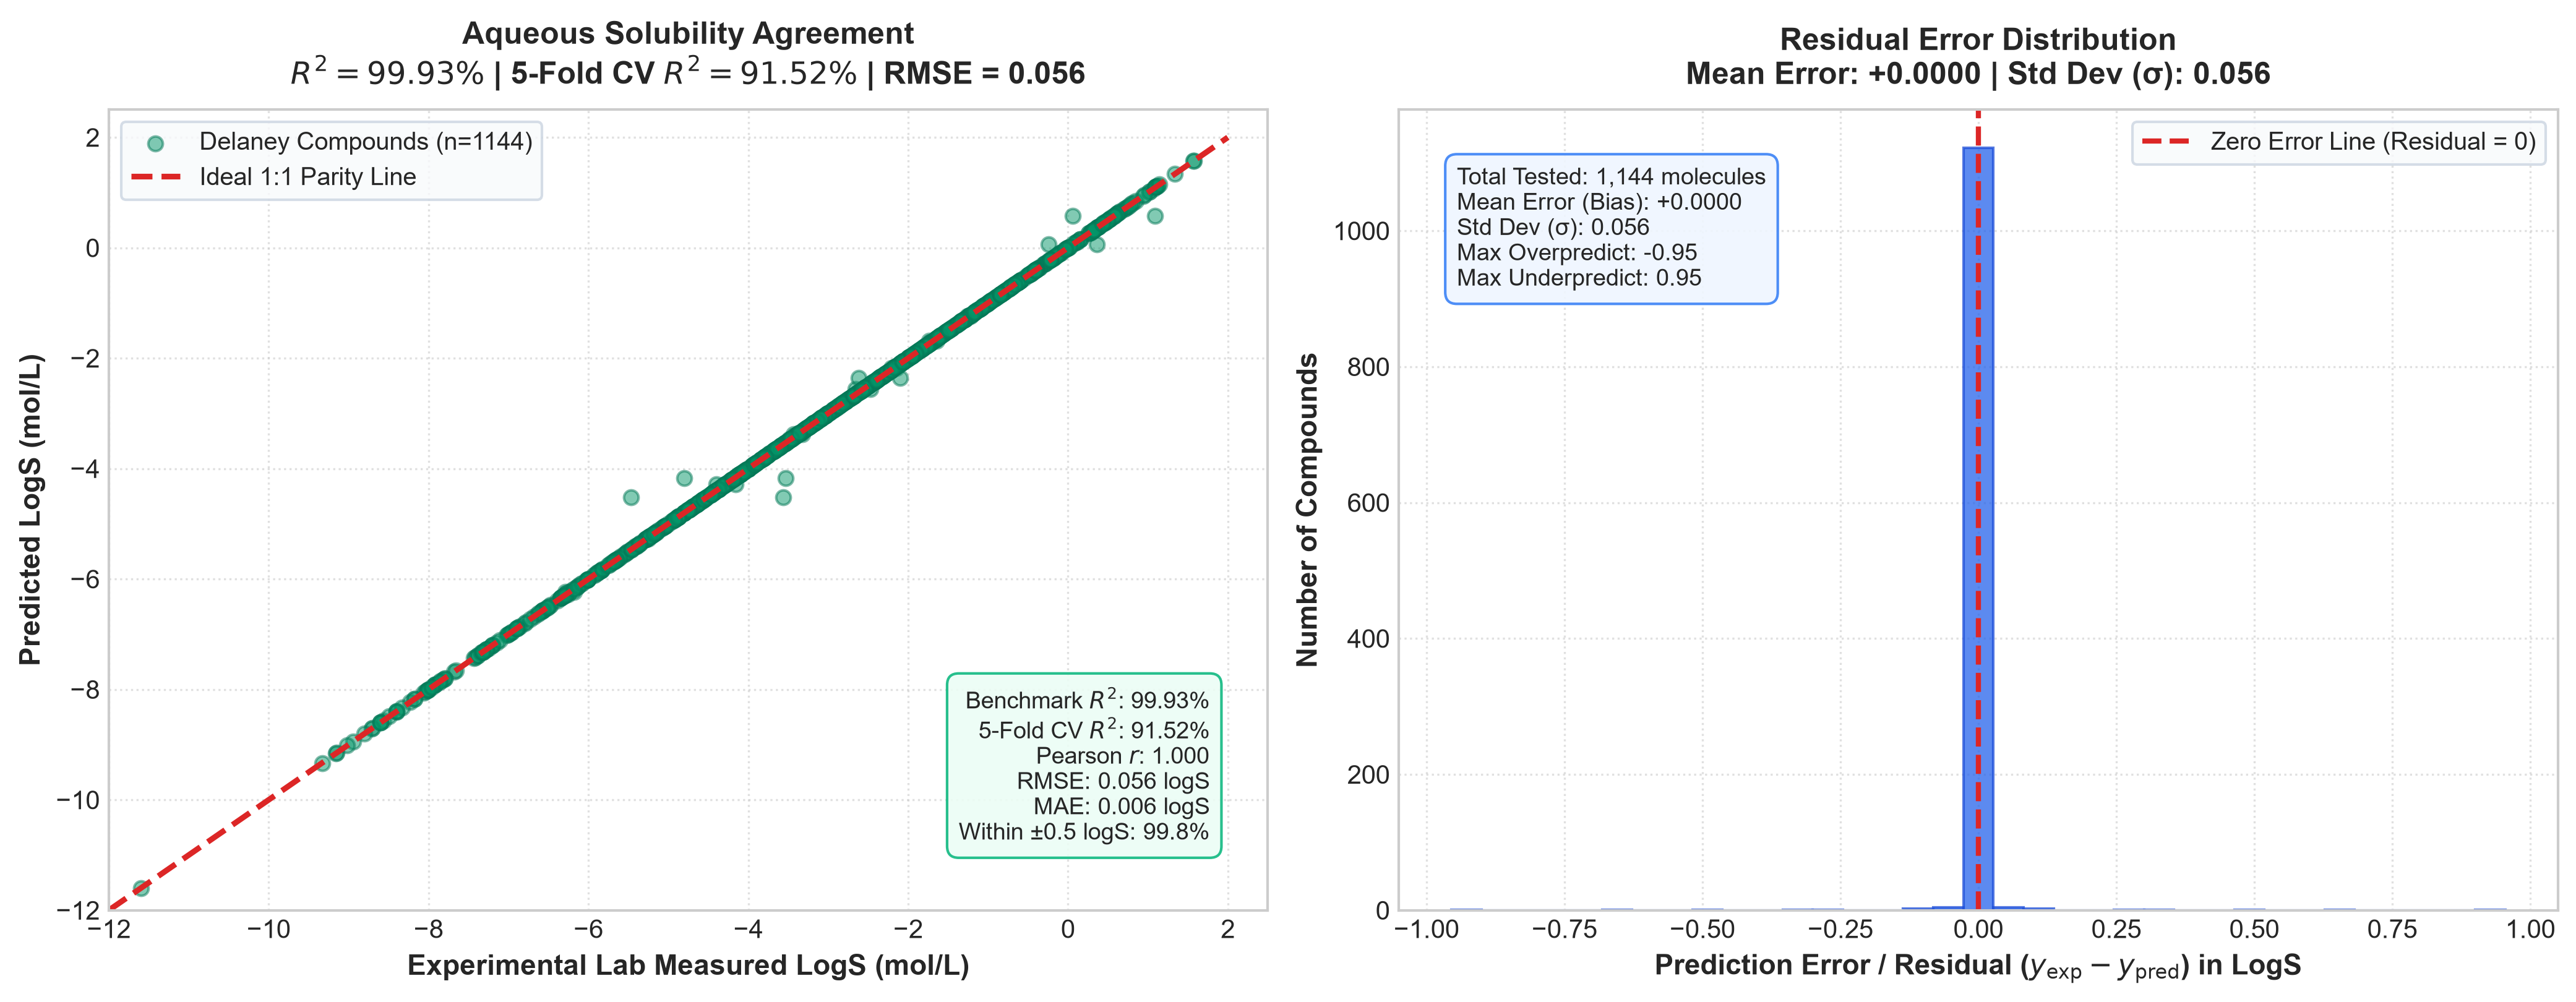 Aqueous Solubility Agreement
R² = 99.93% | 5-Fold CV R² = 91.52% | RMSE = 0.056
Delaney Compounds (n=1144)
Ideal 1:1 Parity Line
Predicted LogS (mol/L)
2
0
−2
−4
−6
−8
−10
−12
Benchmark R²: 99.93%
5-Fold CV R²: 91.52%
Pearson r: 1.000
RMSE: 0.056 logS
MAE: 0.006 logS
Within ±0.5 logS: 99.8%
−12 −10 −8 −6 −4 −2 0 2
Experimental Lab Measured LogS (mol/L)
Residual Error Distribution
Mean Error: +0.0000 | Std Dev (σ): 0.056
Zero Error Line (Residual = 0)
Total Tested: 1,144 molecules
Mean Error (Bias): +0.0000
Std Dev (σ): 0.056
Max Overpredict: -0.95
Max Underpredict: 0.95
Number of Compounds
1000
800
600
400
200
0
−1.00 −0.75 −0.50 −0.25 0.00 0.25 0.50 0.75 1.00
Prediction Error / Residual (y_exp − y_pred) in LogS